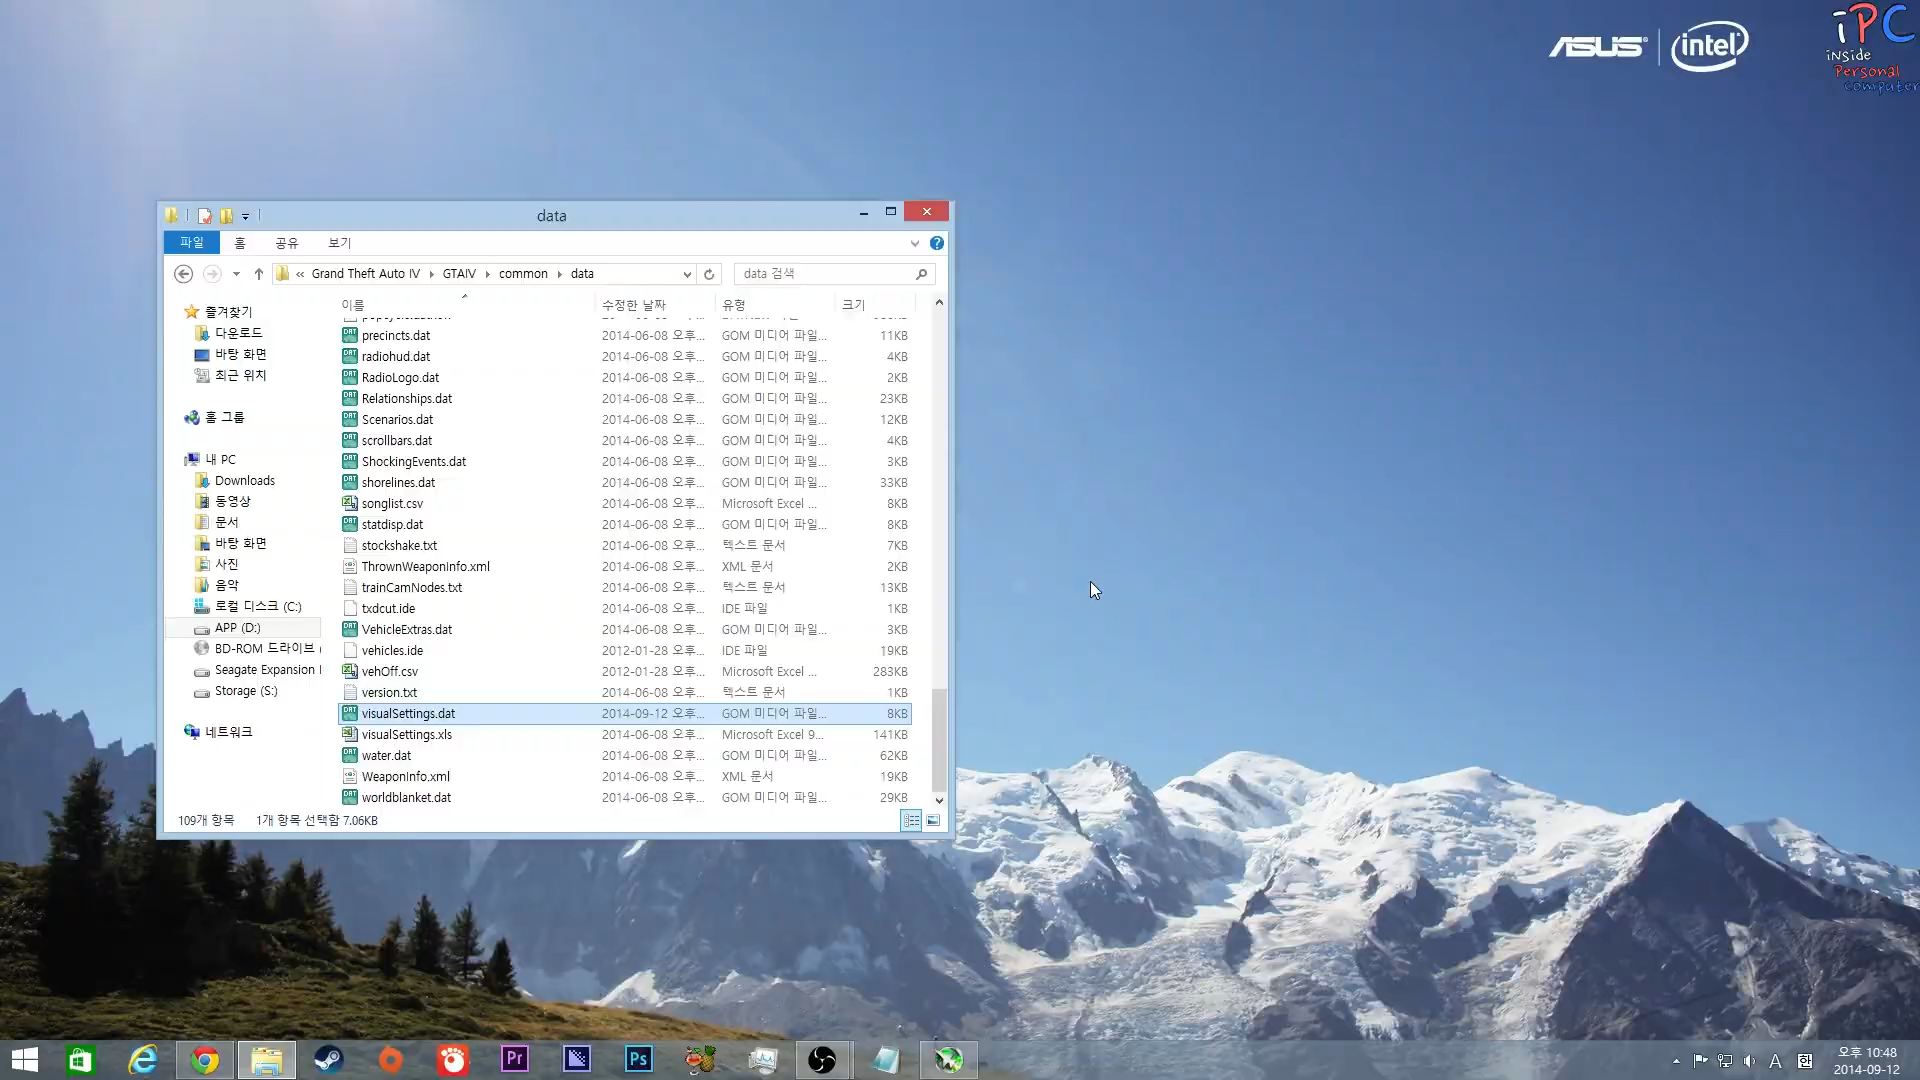 ASUS
intel
iPC
iNside
Personal
Computer
data
파일
홈
공유
보기
« Grand Theft Auto IV
GTAIV
common
data
data 검색
이름
수정한 날짜
유형
크기
즐겨찾기
다운로드
바탕 화면
최근 위치
홈 그룹
내 PC
Downloads
동영상
문서
바탕 화면
사진
음악
로컬 디스크 (C:)
APP (D:)
BD-ROM 드라이브 (
Seagate Expansion
Storage (S:)
네트워크
precincts.dat 2014-06-08 오후... GOM 미디어 파일... 11KB
radiohud.dat 2014-06-08 오후... GOM 미디어 파일... 4KB
RadioLogo.dat 2014-06-08 오후... GOM 미디어 파일... 2KB
Relationships.dat 2014-06-08 오후... GOM 미디어 파일... 23KB
Scenarios.dat 2014-06-08 오후... GOM 미디어 파일... 12KB
scrollbars.dat 2014-06-08 오후... GOM 미디어 파일... 4KB
ShockingEvents.dat 2014-06-08 오후... GOM 미디어 파일... 3KB
shorelines.dat 2014-06-08 오후... GOM 미디어 파일... 33KB
songlist.csv 2014-06-08 오후... Microsoft Excel ... 8KB
statdisp.dat 2014-06-08 오후... GOM 미디어 파일... 8KB
stockshake.txt 2014-06-08 오후... 텍스트 문서 7KB
ThrownWeaponInfo.xml 2014-06-08 오후... XML 문서 2KB
trainCamNodes.txt 2014-06-08 오후... 텍스트 문서 13KB
txdcut.ide 2014-06-08 오후... IDE 파일 1KB
VehicleExtras.dat 2014-06-08 오후... GOM 미디어 파일... 3KB
vehicles.ide 2012-01-28 오후... IDE 파일 19KB
vehOff.csv 2012-01-28 오후... Microsoft Excel ... 283KB
version.txt 2014-06-08 오후... 텍스트 문서 1KB
visualSettings.dat 2014-09-12 오후... GOM 미디어 파일... 8KB
visualSettings.xls 2014-06-08 오후... Microsoft Excel 9... 141KB
water.dat 2014-06-08 오후... GOM 미디어 파일... 62KB
WeaponInfo.xml 2014-06-08 오후... XML 문서 19KB
worldblanket.dat 2014-06-08 오후... GOM 미디어 파일... 29KB
109개 항목 1개 항목 선택함 7.06KB
Pr
Ps
A
한
오후 10:48
2014-09-12